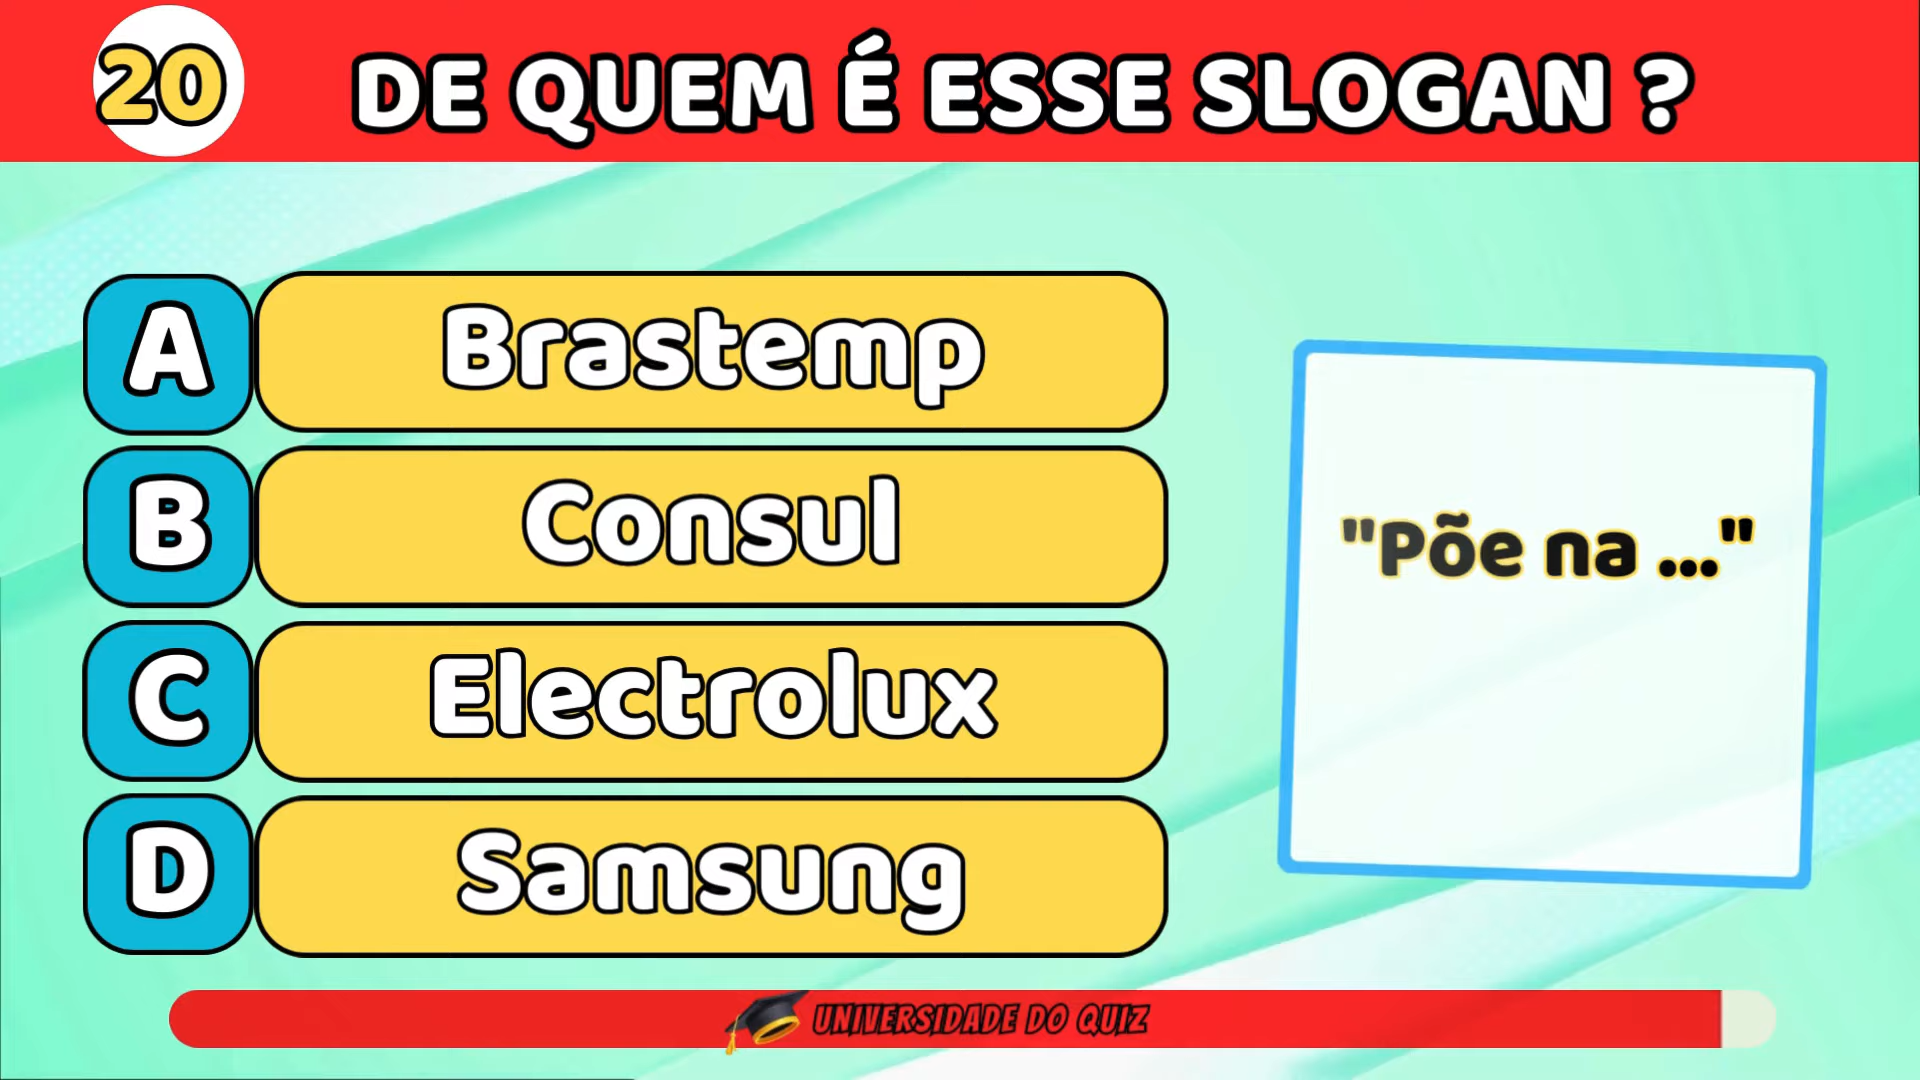 20
DE QUEM É ESSE SLOGAN ?
A
Brastemp
B
Consul
C
Electrolux
D
Samsung
"Põe na ..."
UNIVERSIDADE DO QUIZ